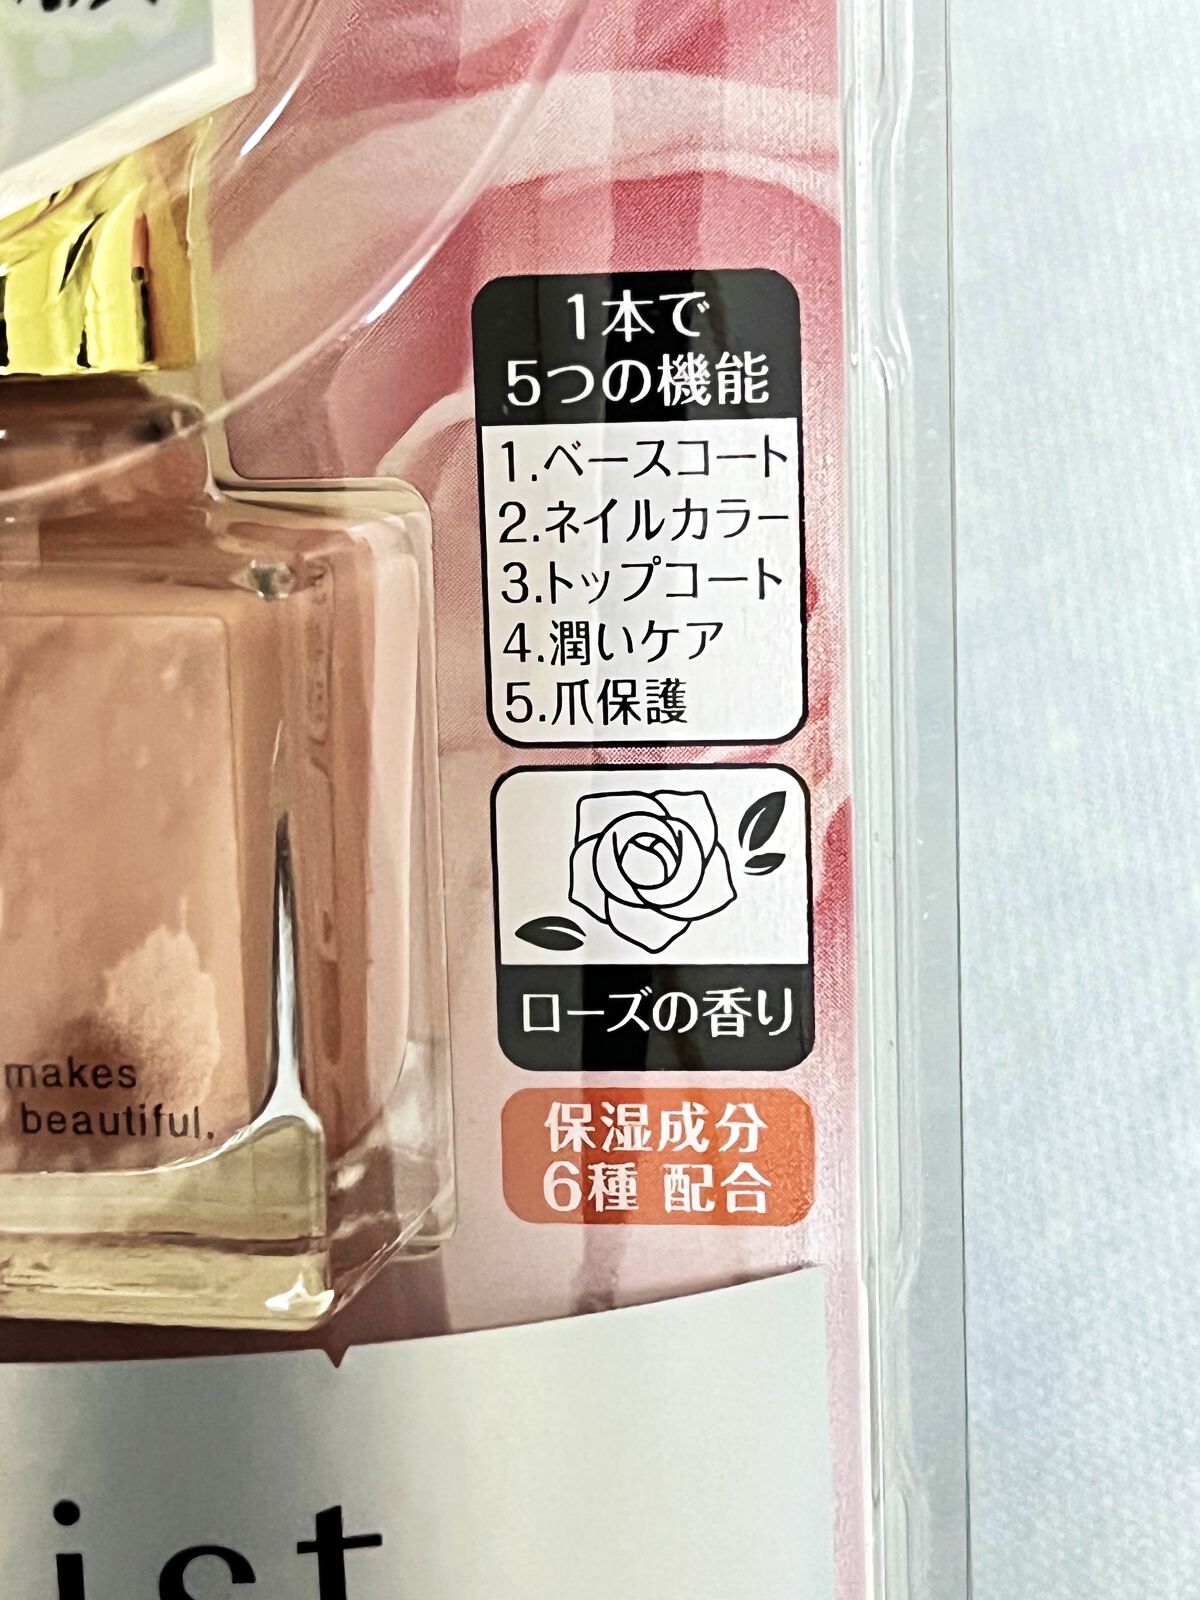 1本で
5つの機能
1.ベースコート
2.ネイルカラー
3.トップコート
4.潤いケア
5.爪保護
ローズの香り
makes
beautiful.
保湿成分
6種 配合
ist